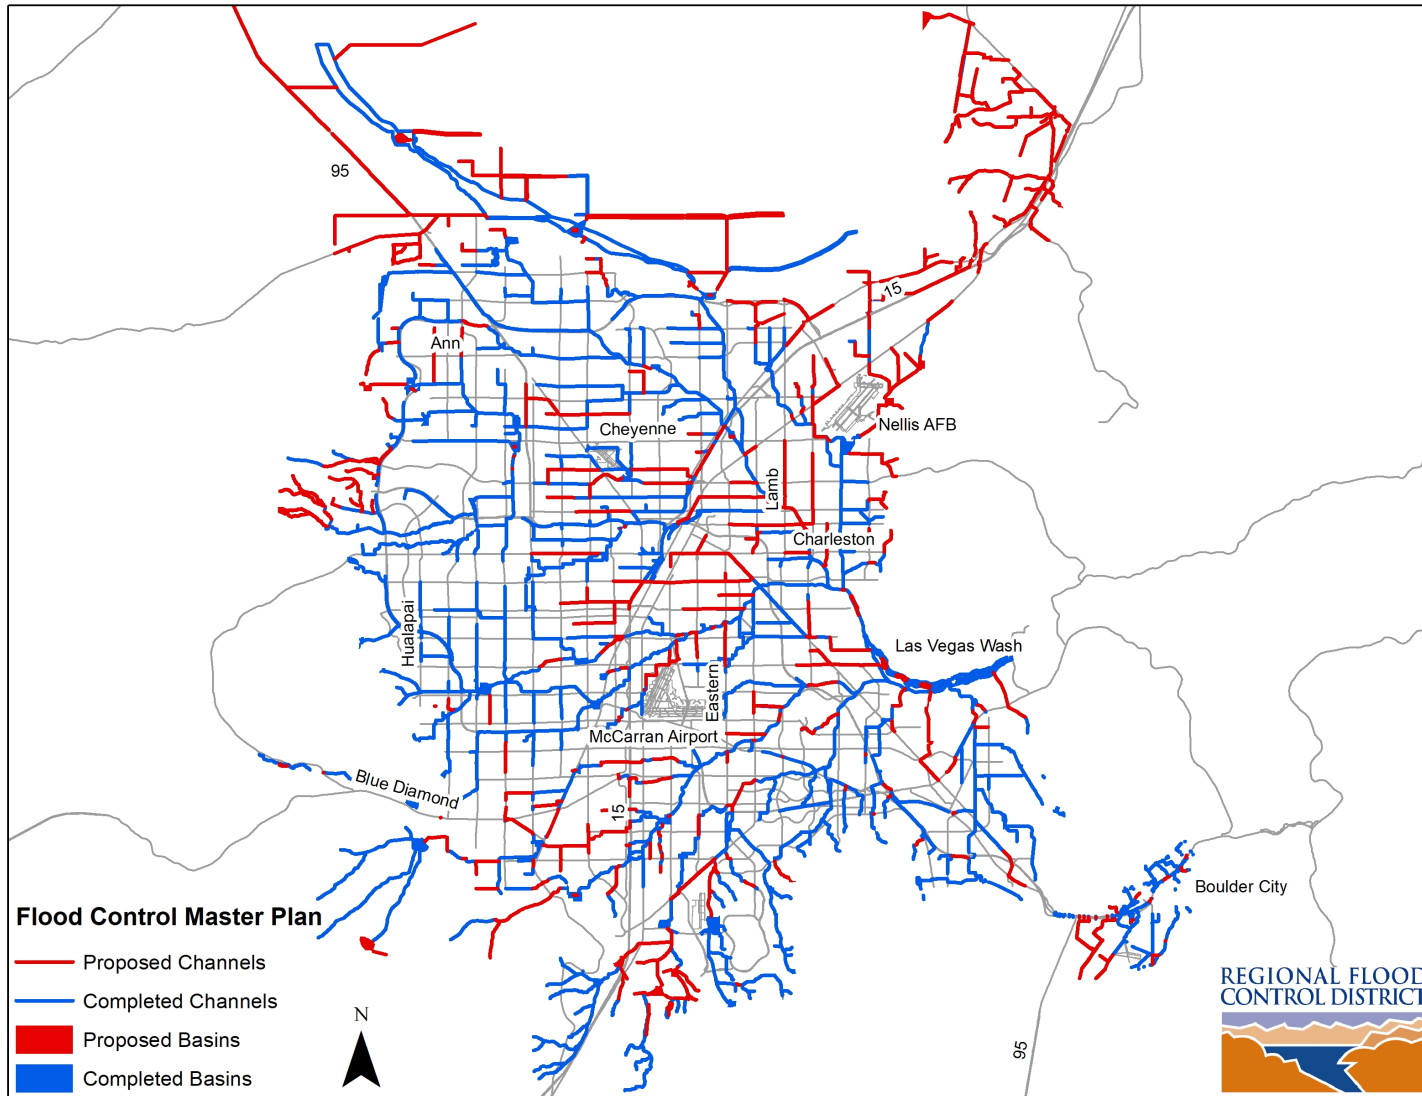 95
15
Ann
Nellis AFB
Cheyenne
Lamb
Charleston
Hualapai
Las Vegas Wash
Eastern
McCarran Airport
Blue Diamond
15
Boulder City
Flood Control Master Plan
Proposed Channels
Completed Channels
Proposed Basins
Completed Basins
N
95
REGIONAL FLOOD
CONTROL DISTRICT